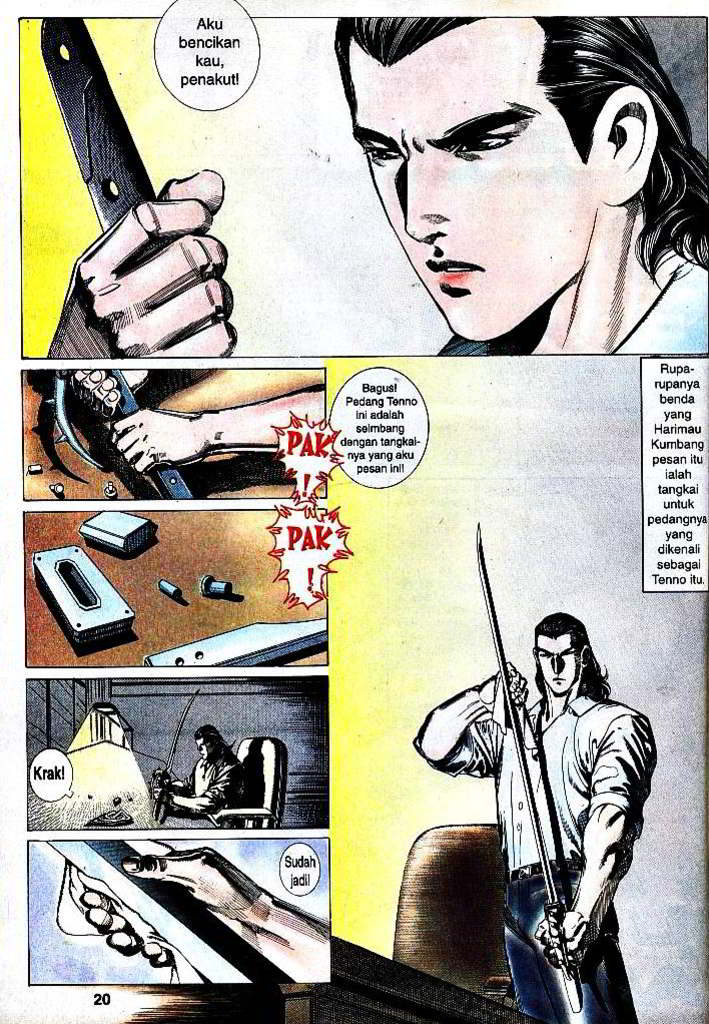 Aku
bencikan
kau,
penakut!
PAK
!
PAK
!
Krak!
Sudah
jadi!
Bagus!
Pedang Tenno
ini adalah
seimbang
dengan tangkai-
nya yang aku
pesan ini!
Rupa-
rupanya
benda
yang
Harimau
Kumbang
pesan itu
ialah
tangkai
untuk
pedangnya
yang
dikenali
sebagai
Tenno itu.
20